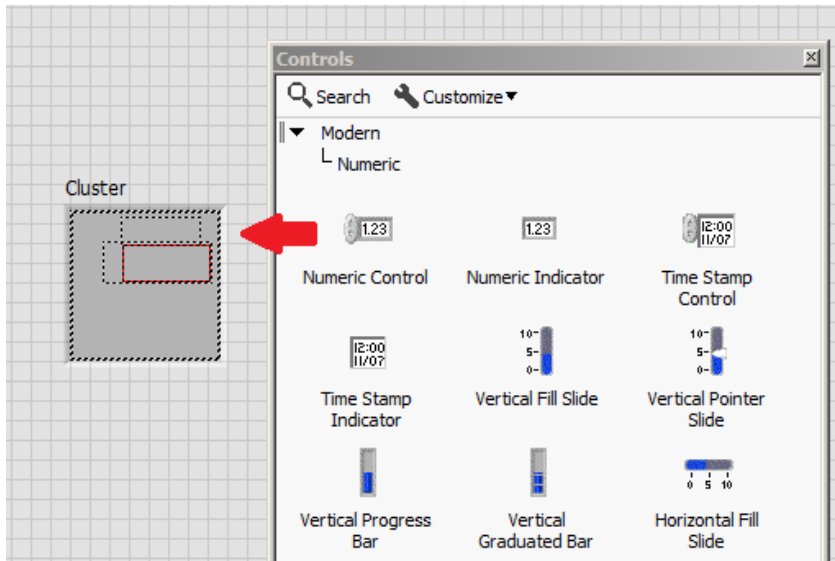 Controls
Search Customize
Modern
Numeric
Cluster
1.23 1.23 12:00
11/07
Numeric Control Numeric Indicator Time Stamp
Control
12:00
11/07
10-
5-
0-
10-
5-
0-
Time Stamp
Indicator
Vertical Fill Slide
Vertical Pointer
Slide
0 5 10
Vertical Progress
Bar
Vertical
Graduated Bar
Horizontal Fill
Slide